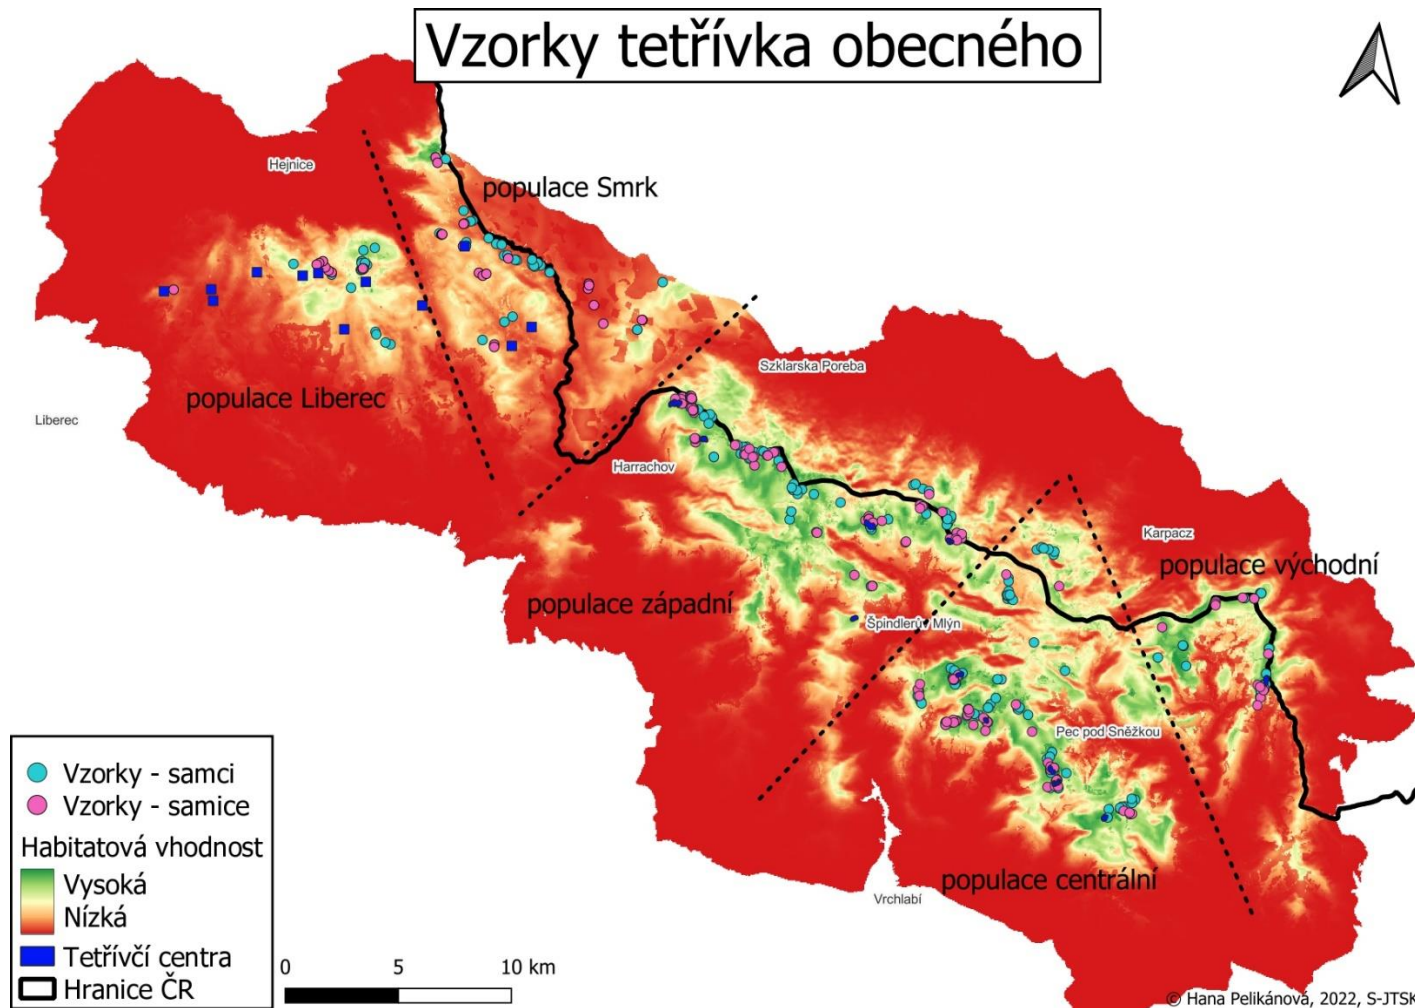 Vzorky tetřívka obecného
Hejnice
populace Smrk
Szklarska Poreba
populace Liberec
Liberec
Harrachov
Karpacz
populace východní
populace západní
Špindlerův Mlýn
Pec pod Sněžkou
populace centrální
Vrchlabí
Vzorky - samci
Vzorky - samice
Habitatová vhodnost
Vysoká
Nízká
Tetřívčí centra
Hranice ČR
0 5 10 km
© Hana Pelikánová, 2022, S-JTSK